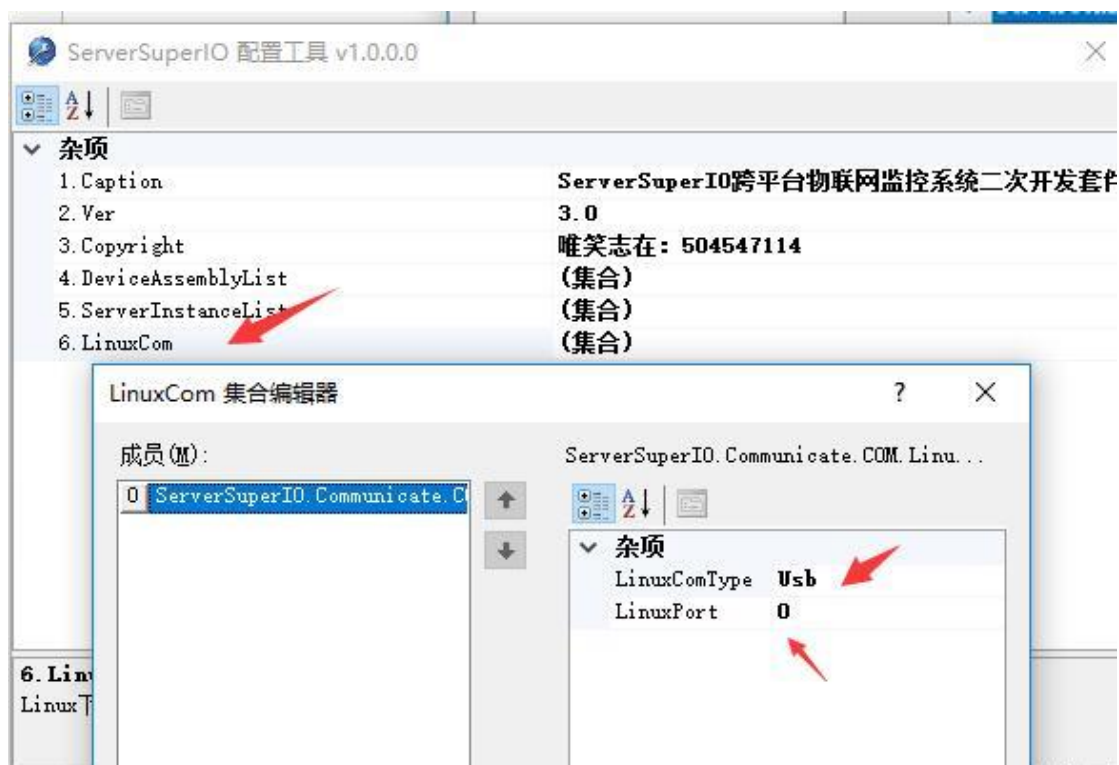 ServerSuperIO 配置工具 v1.0.0.0
杂项
1.Caption ServerSuperIO跨平台物联网监控系统二次开发套件
2.Ver 3.0
3.Copyright 唯笑志在：504547114
4.DeviceAssemblyList (集合)
5.ServerInstanceList (集合)
6.LinuxCom (集合)
LinuxCom 集合编辑器
成员(M):
0 ServerSuperIO.Communicate.C
ServerSuperIO.Communicate.COM.Linu...
杂项
LinuxComType Usb
LinuxPort 0
6.Lin
Linux下